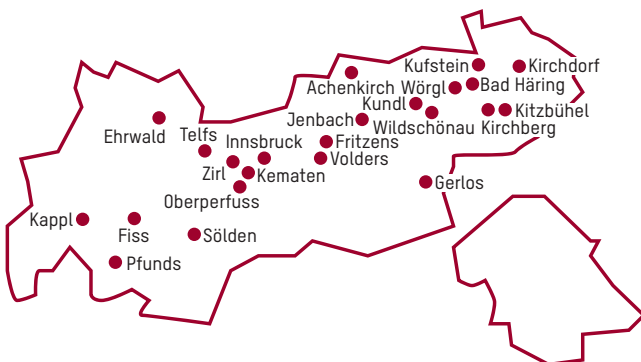 Kufstein
Kirchdorf
Achenkirch
Wörgl
Bad Häring
Kundl
Kitzbühel
Ehrwald
Jenbach
Wildschönau
Kirchberg
Telfs
Innsbruck
Fritzens
Volders
Zirl
Kematen
Gerlos
Oberperfuss
Kappl
Fiss
Sölden
Pfunds